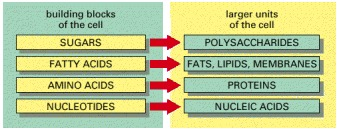 building blocks
of the cell
larger units
of the cell
SUGARS
POLYSACCHARIDES
FATTY ACIDS
FATS, LIPIDS, MEMBRANES
AMINO ACIDS
PROTEINS
NUCLEOTIDES
NUCLEIC ACIDS